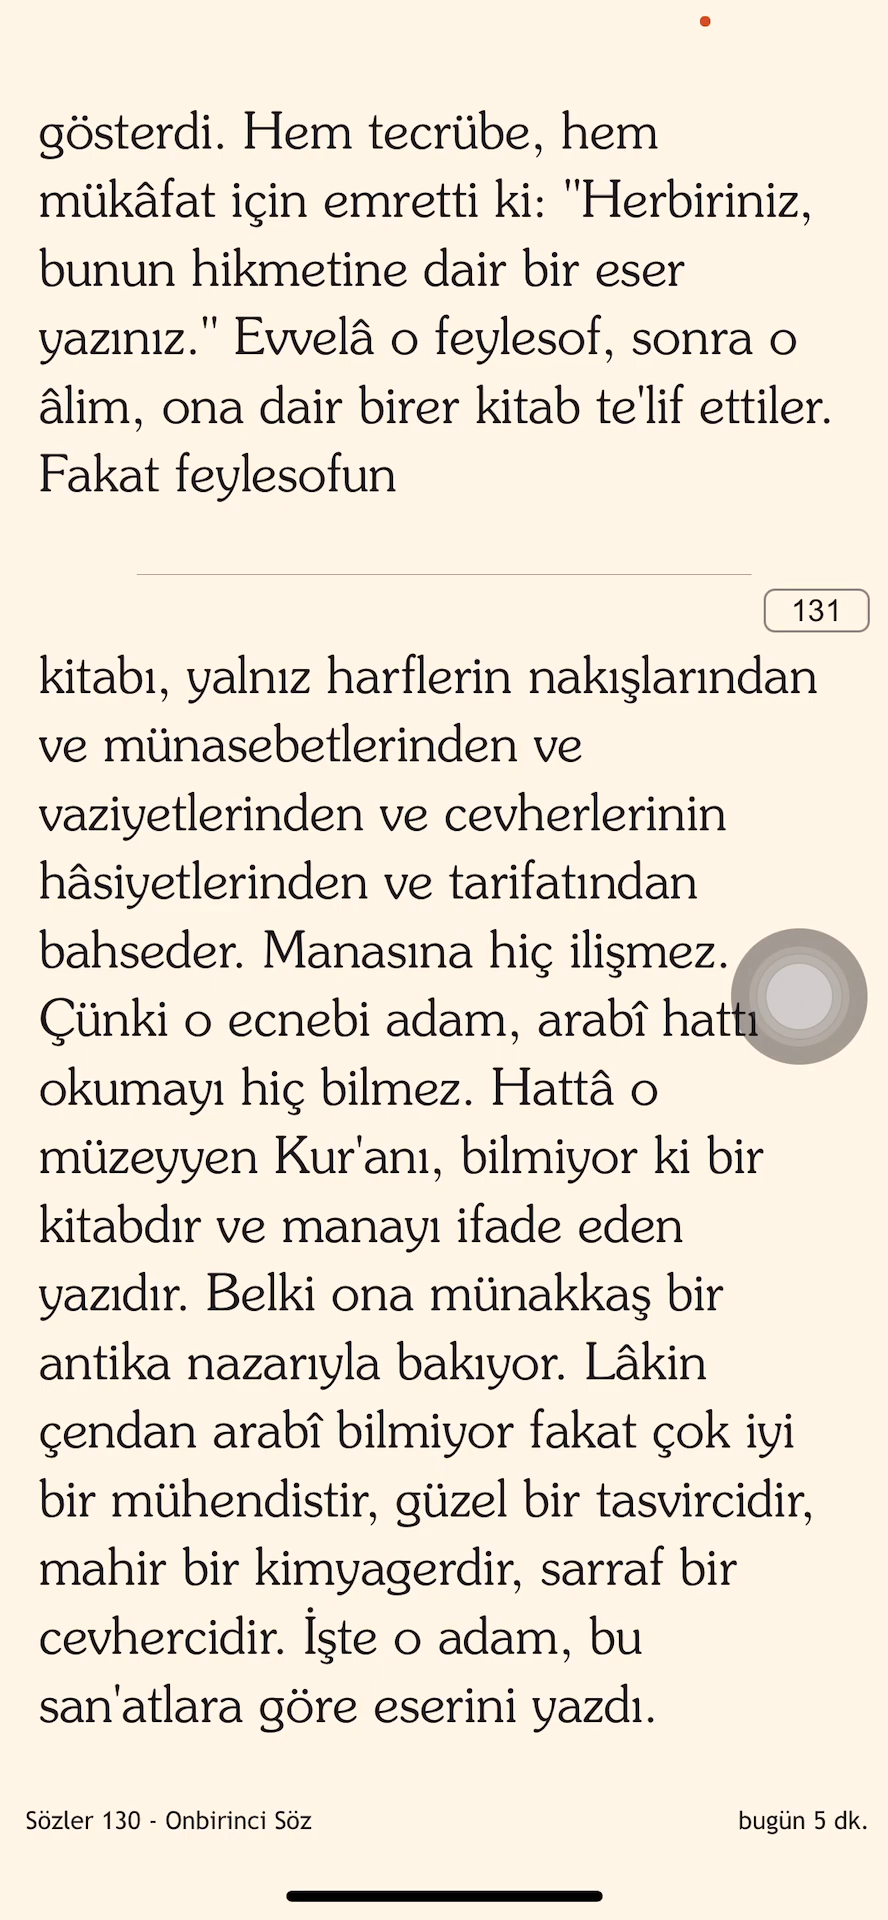 gösterdi. Hem tecrübe, hem
mükâfat için emretti ki: "Herbiriniz,
bunun hikmetine dair bir eser
yazınız." Evvelâ o feylesof, sonra o
âlim, ona dair birer kitab te'lif ettiler.
Fakat feylesofun
131
kitabı, yalnız harflerin nakışlarından
ve münasebetlerinden ve
vaziyetlerinden ve cevherlerinin
hâsiyetlerinden ve tarifatından
bahseder. Manasına hiç ilişmez.
Çünki o ecnebi adam, arabî hattı
okumayı hiç bilmez. Hattâ o
müzeyyen Kur'anı, bilmiyor ki bir
kitabdır ve manayı ifade eden
yazıdır. Belki ona münakkaş bir
antika nazarıyla bakıyor. Lâkin
çendan arabî bilmiyor fakat çok iyi
bir mühendistir, güzel bir tasvircidir,
mahir bir kimyagerdir, sarraf bir
cevhercidir. İşte o adam, bu
san'atlara göre eserini yazdı.
Sözler 130 - Onbirinci Söz
bugün 5 dk.